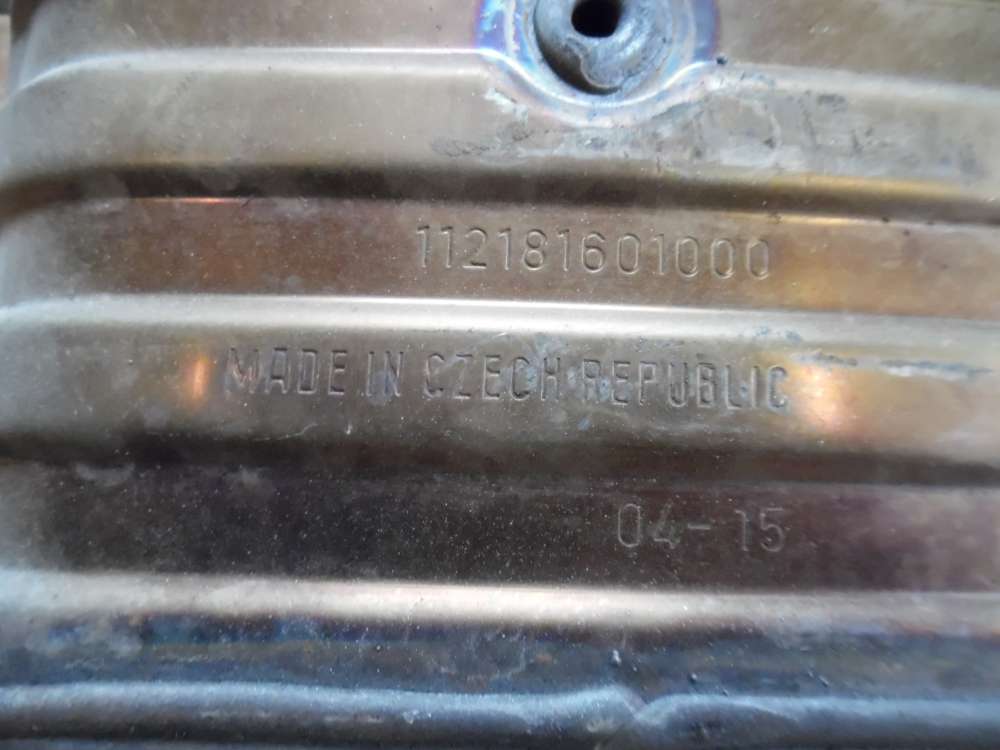 112181601000
MADE IN CZECH REPUBLIC
04-15